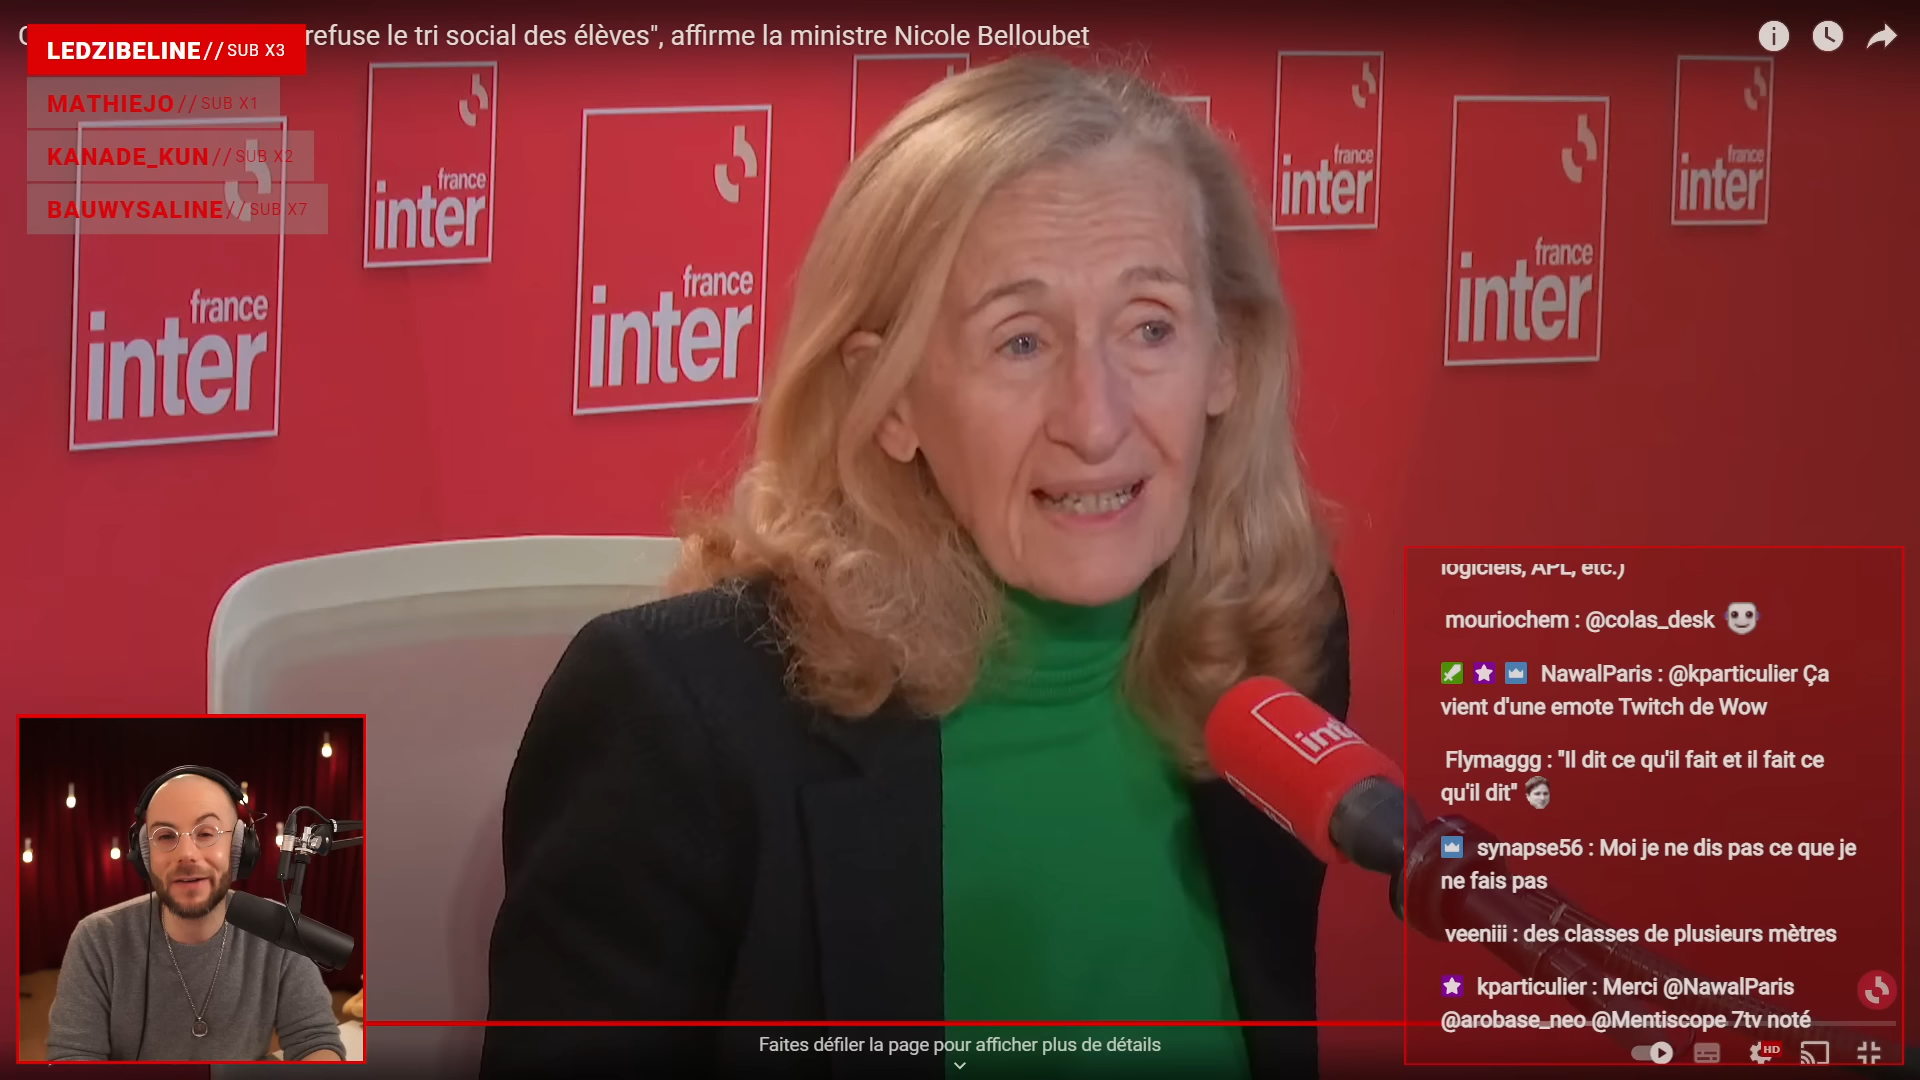 refuse le tri social des élèves", affirme la ministre Nicole Belloubet
LEDZIBELINE// SUB X3
MATHIEJO// SUB X1
KANADE_KUN// SUB X2
BAUWYSALINE// SUB X7
france
inter
france
inter
france
inter
france
inter
france
inter
france
inter
logiciels, APL, etc.)
mouriochem : @colas_desk
NawalParis : @kparticulier Ça
vient d'une emote Twitch de Wow
Flymaggg : "Il dit ce qu'il fait et il fait ce
qu'il dit"
synapse56 : Moi je ne dis pas ce que je
ne fais pas
veeniii : des classes de plusieurs mètres
kparticulier : Merci @NawalParis
@arobase_neo @Mentiscope 7tv noté
Faites défiler la page pour afficher plus de détails
HD